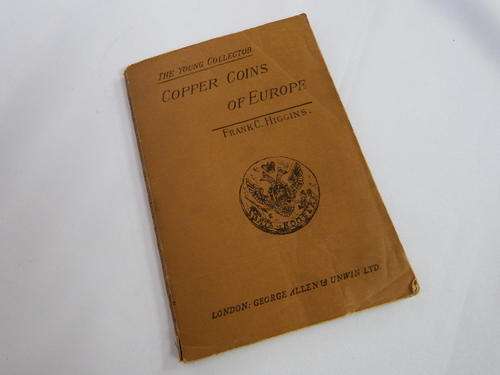 THE YOUNG COLLECTOR
COPPER COINS
OF EUROPE
FRANK C. HIGGINS.
LONDON: GEORGE ALLEN & UNWIN LTD